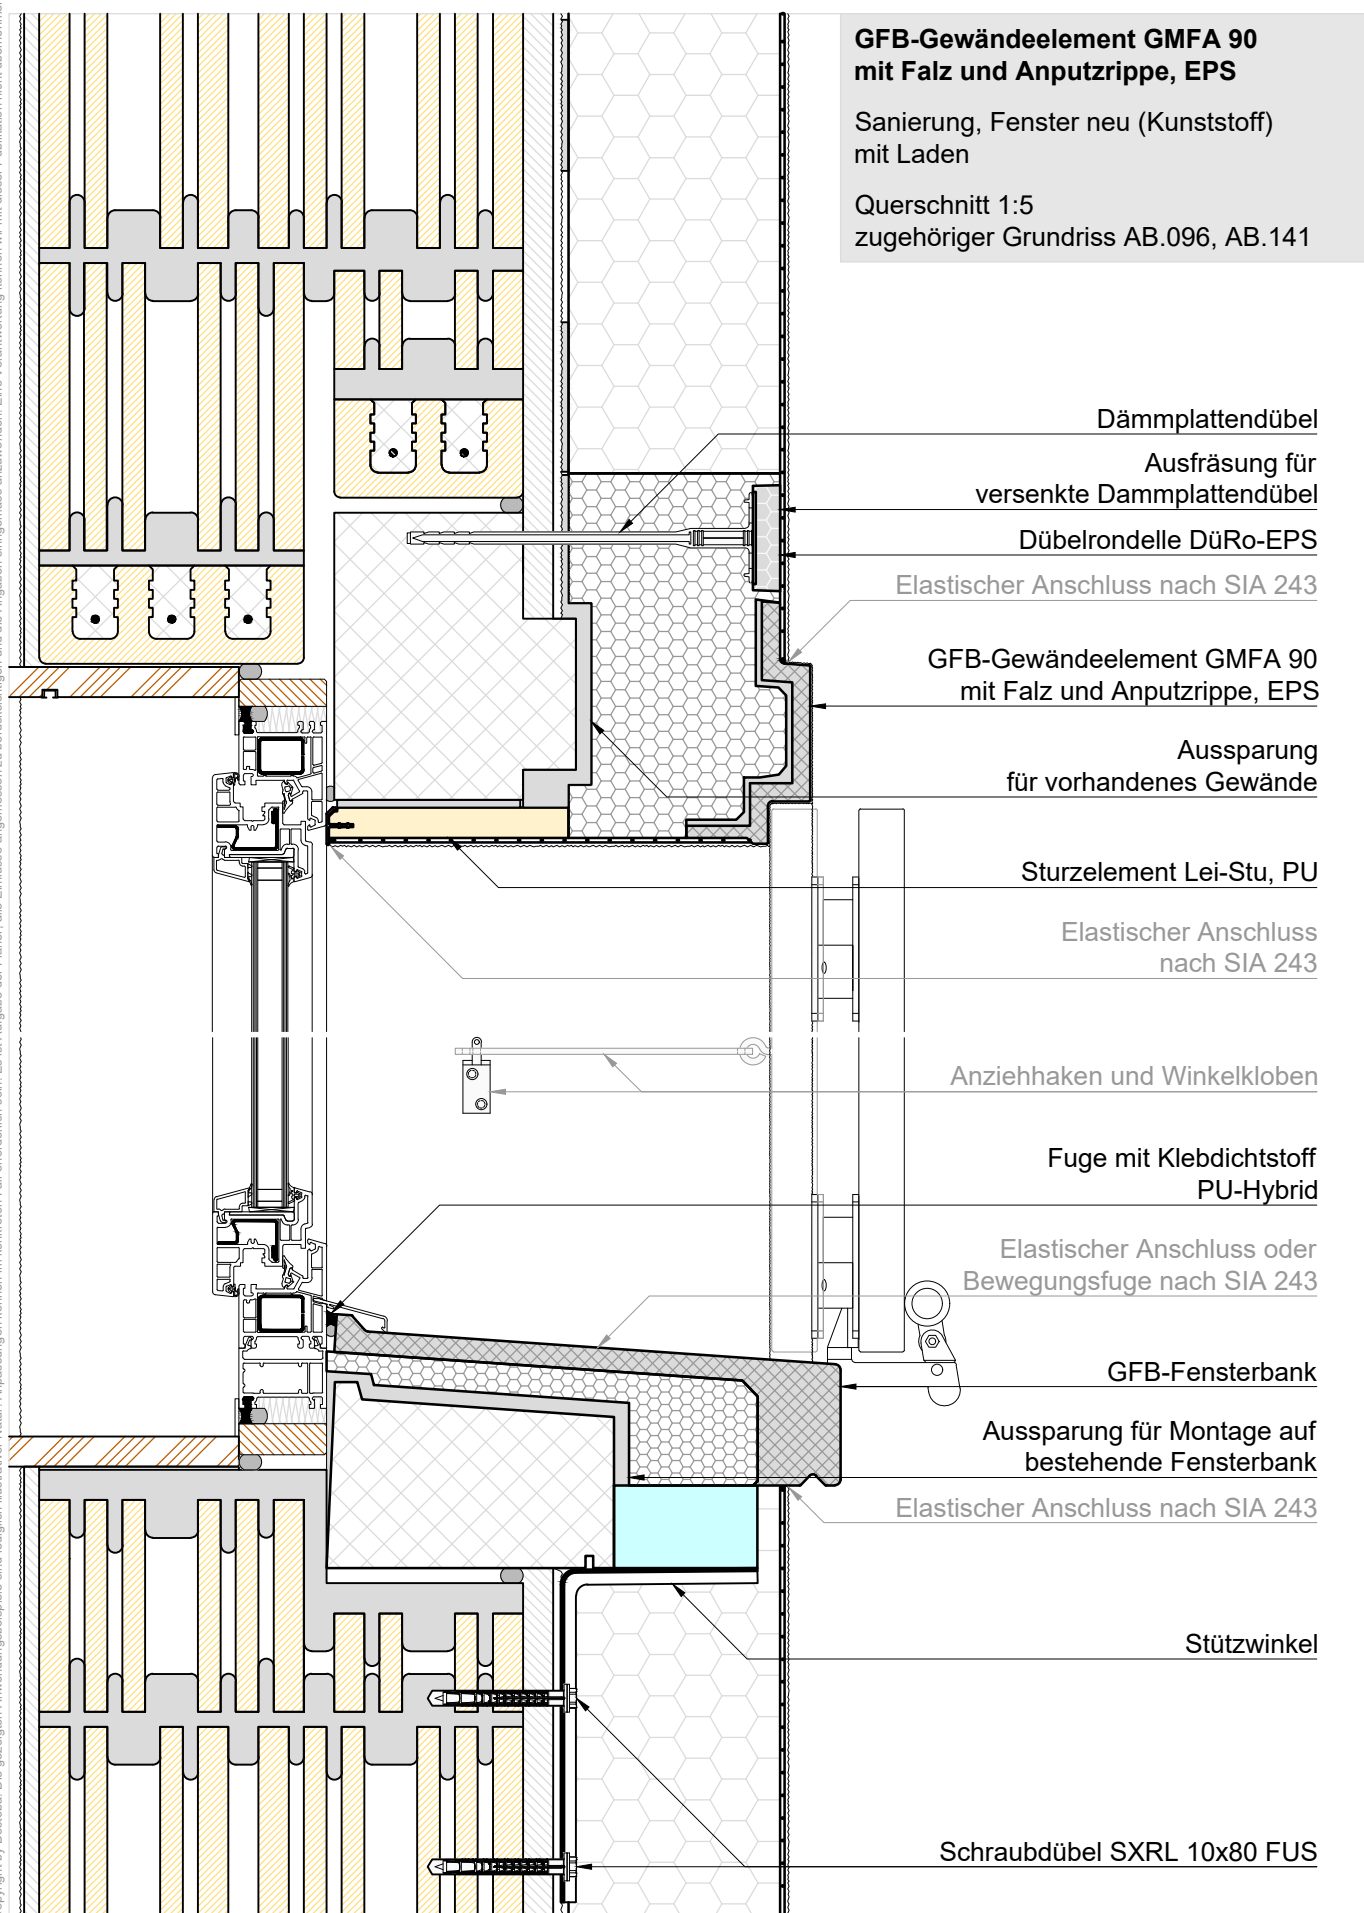 GFB-Gewändeelement GMFA 90
mit Falz und Anputzrippe, EPS
Sanierung, Fenster neu (Kunststoff)
mit Laden
Querschnitt 1:5
zugehöriger Grundriss AB.096, AB.141
Dämmplattendübel
Ausfräsung für
versenkte Dammplattendübel
Dübelrondelle DüRo-EPS
Elastischer Anschluss nach SIA 243
GFB-Gewändeelement GMFA 90
mit Falz und Anputzrippe, EPS
Aussparung
für vorhandenes Gewände
Sturzelement Lei-Stu, PU
Elastischer Anschluss
nach SIA 243
Anziehhaken und Winkelkloben
Fuge mit Klebdichtstoff
PU-Hybrid
Elastischer Anschluss oder
Bewegungsfuge nach SIA 243
GFB-Fensterbank
Aussparung für Montage auf
bestehende Fensterbank
Elastischer Anschluss nach SIA 243
Stützwinkel
Schraubdübel SXRL 10x80 FUS